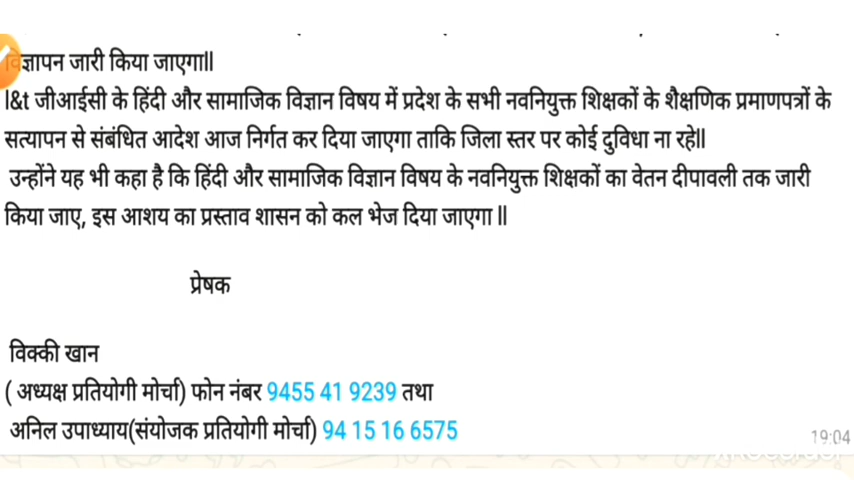 विज्ञापन जारी किया जाएगा॥
l&t जीआईसी के हिंदी और सामाजिक विज्ञान विषय में प्रदेश के सभी नवनियुक्त शिक्षकों के शैक्षणिक प्रमाणपत्रों के
सत्यापन से संबंधित आदेश आज निर्गत कर दिया जाएगा ताकि जिला स्तर पर कोई दुविधा ना रहे॥
उन्होंने यह भी कहा है कि हिंदी और सामाजिक विज्ञान विषय के नवनियुक्त शिक्षकों का वेतन दीपावली तक जारी
किया जाए, इस आशय का प्रस्ताव शासन को कल भेज दिया जाएगा ॥
प्रेषक
विक्की खान
( अध्यक्ष प्रतियोगी मोर्चा) फोन नंबर 9455 41 9239 तथा
अनिल उपाध्याय(संयोजक प्रतियोगी मोर्चा) 94 15 16 6575
19:04